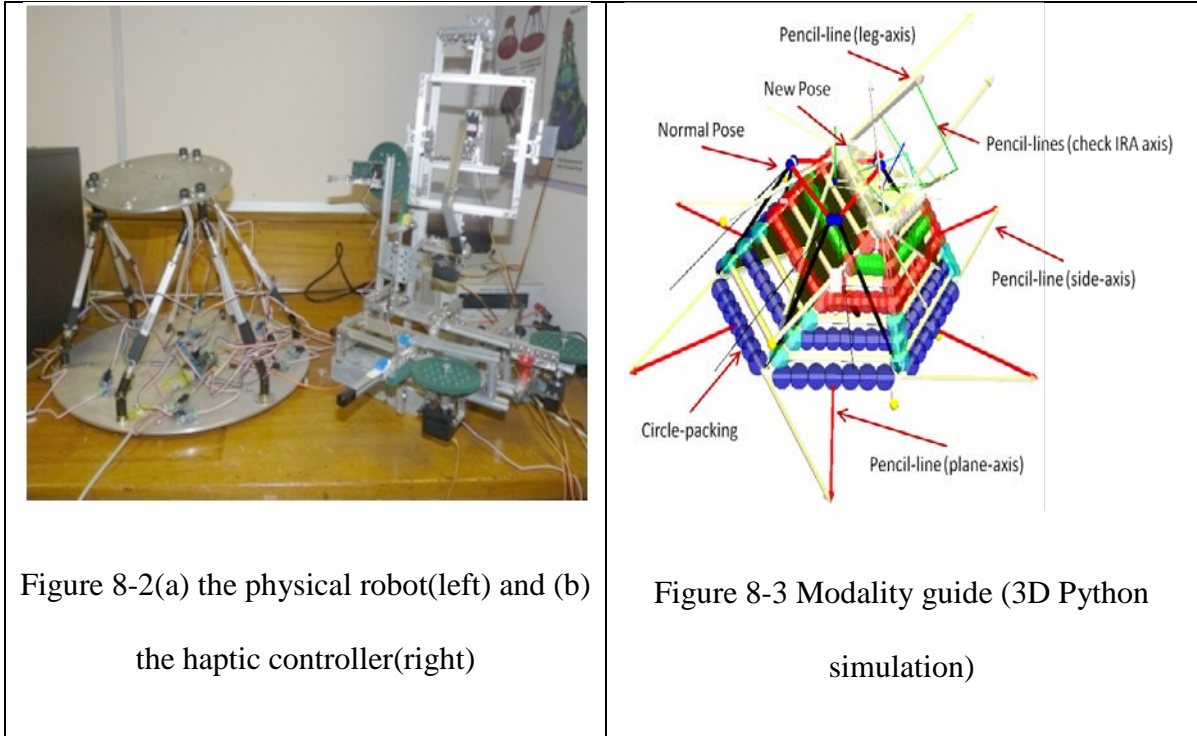 Pencil-line (leg-axis)
New Pose
Normal Pose
Pencil-lines (check IRA axis)
Pencil-line (side-axis)
Circle-packing
Pencil-line (plane-axis)
Figure 8-2(a) the physical robot(left) and (b)
the haptic controller(right)
Figure 8-3 Modality guide (3D Python
simulation)